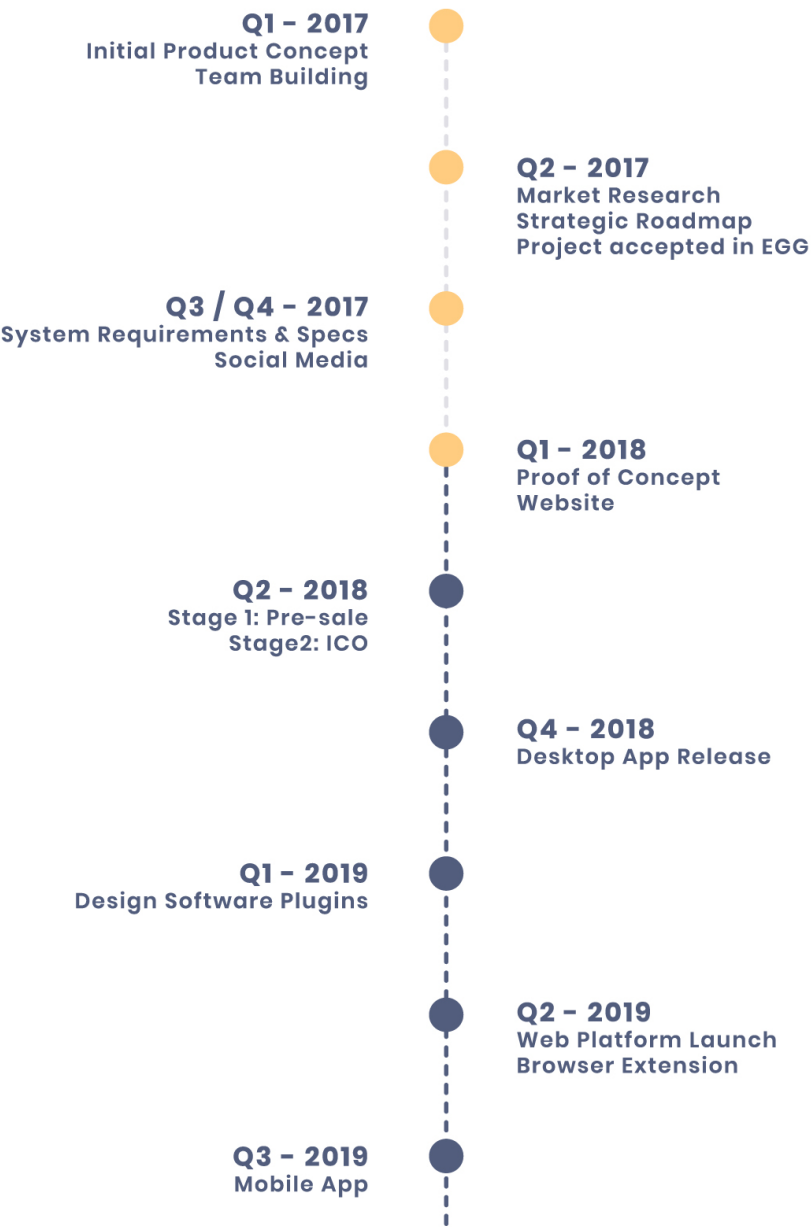 Q1 - 2017
Initial Product Concept
Team Building
Q2 - 2017
Market Research
Strategic Roadmap
Project accepted in EGG
Q3 / Q4 - 2017
System Requirements & Specs
Social Media
Q1 - 2018
Proof of Concept
Website
Q2 - 2018
Stage 1: Pre-sale
Stage2: ICO
Q4 - 2018
Desktop App Release
Q1 - 2019
Design Software Plugins
Q2 - 2019
Web Platform Launch
Browser Extension
Q3 - 2019
Mobile App